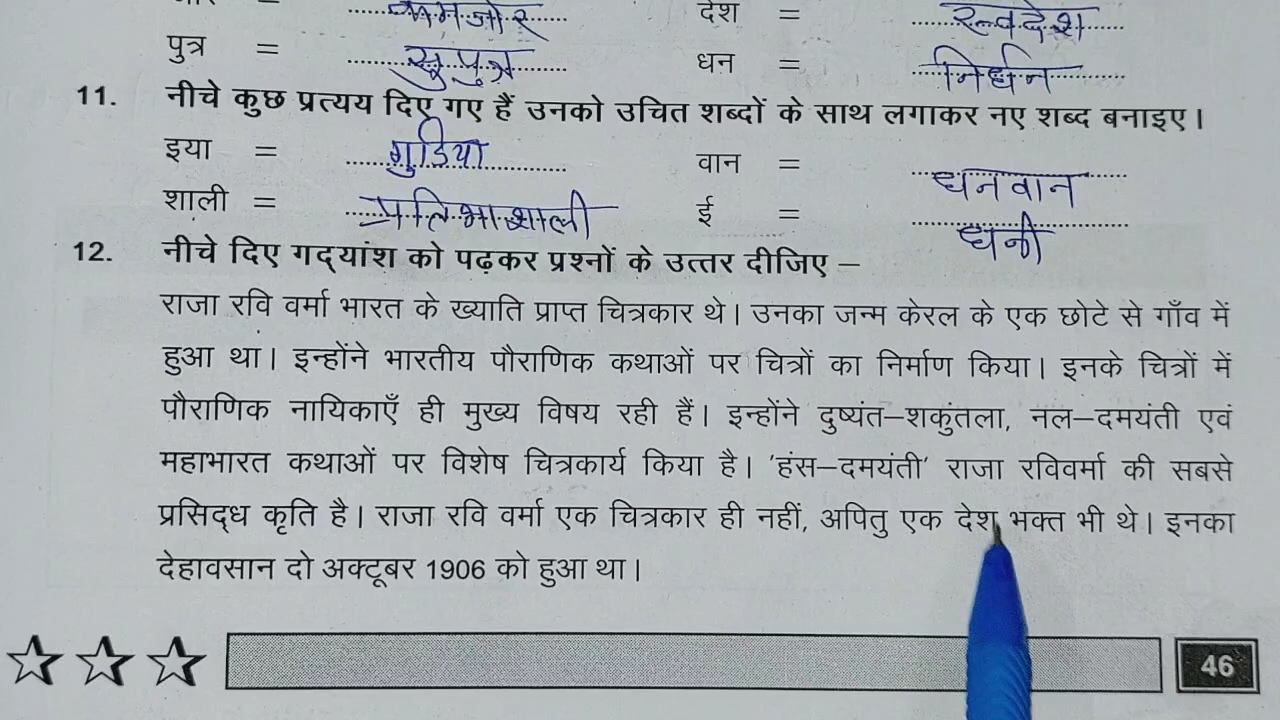 = कमजोर देश = स्वदेश
पुत्र = सुपुत्र धन = निर्धन
11. नीचे कुछ प्रत्यय दिए गए हैं उनको उचित शब्दों के साथ लगाकर नए शब्द बनाइए।
इया = गुडिया वान = धनवान
शाली = प्रतिभाशाली ई = धनी
12. नीचे दिए गद्यांश को पढ़कर प्रश्नों के उत्तर दीजिए –
राजा रवि वर्मा भारत के ख्याति प्राप्त चित्रकार थे। उनका जन्म केरल के एक छोटे से गाँव में
हुआ था। इन्होंने भारतीय पौराणिक कथाओं पर चित्रों का निर्माण किया। इनके चित्रों में
पौराणिक नायिकाएँ ही मुख्य विषय रही हैं। इन्होंने दुष्यंत–शकुंतला, नल–दमयंती एवं
महाभारत कथाओं पर विशेष चित्रकार्य किया है। 'हंस–दमयंती' राजा रविवर्मा की सबसे
प्रसिद्ध कृति है। राजा रवि वर्मा एक चित्रकार ही नहीं, अपितु एक देश भक्त भी थे। इनका
देहावसान दो अक्टूबर 1906 को हुआ था।
46